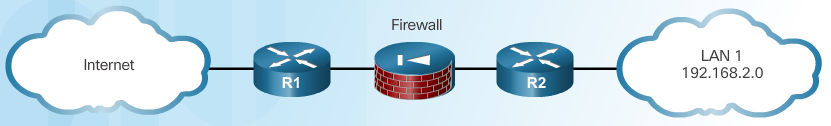 Firewall
Internet
R1
R2
LAN 1
192.168.2.0